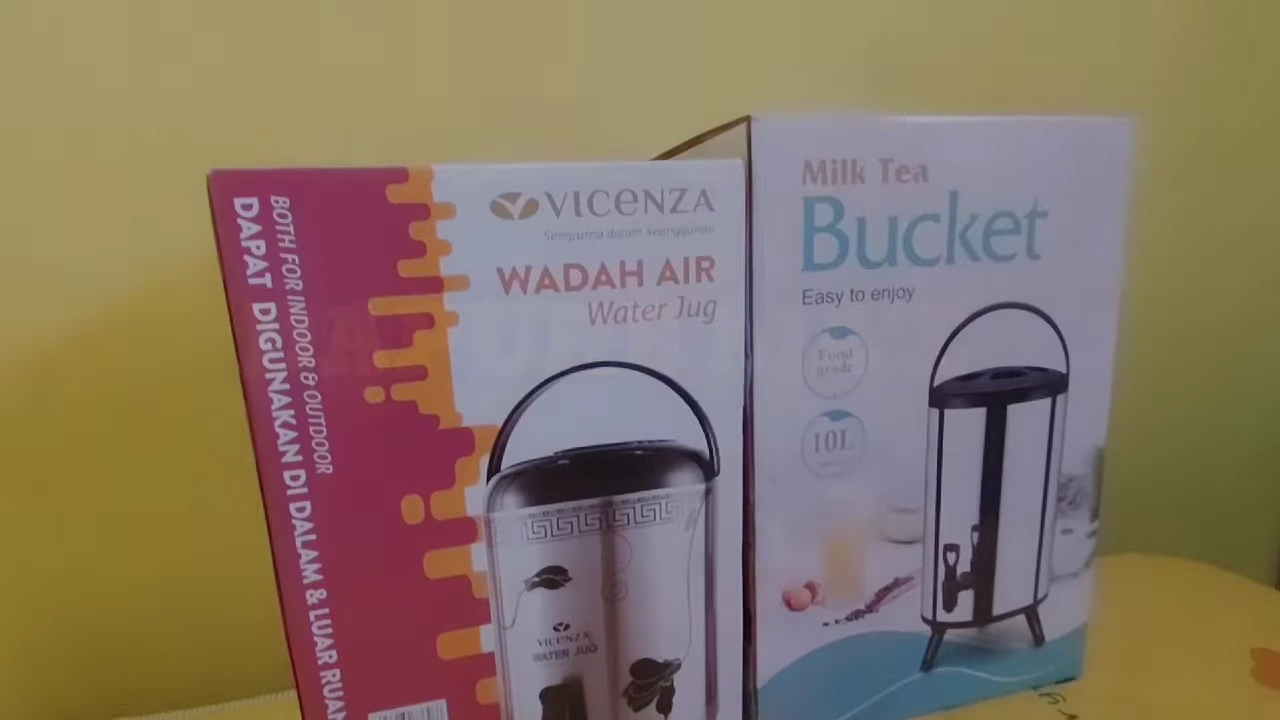 BOTH FOR INDOOR & OUTDOOR
DAPAT DIGUNAKAN DI DALAM & LUAR RUAN
VICENZA
Sempurna dalam Keanggunan
WADAH AIR
Water Jug
VICENZA
WATER JUG
Milk Tea
Bucket
Easy to enjoy
Food
grade
10L